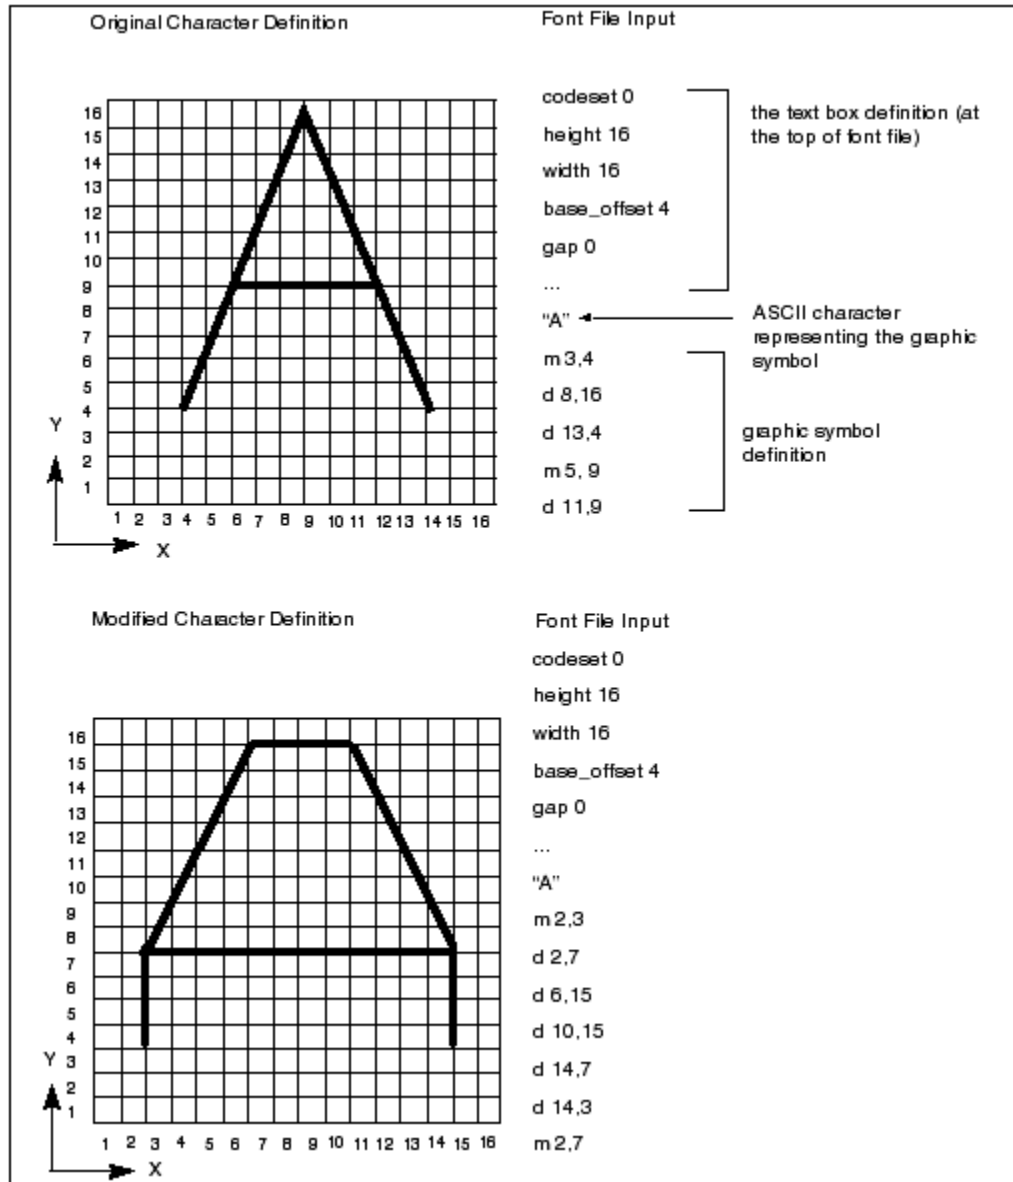 Original Character Definition
Font File Input
16
15
14
13
12
11
10
9
8
7
6
5
4
3
2
1
Y
1 2 3 4 5 6 7 8 9 10 11 12 13 14 15 16
X
codeset 0
height 16
width 16
base_offset 4
gap 0
...
"A"
m 3,4
d 8,16
d 13,4
m 5, 9
d 11,9
the text box definition (at
the top of font file)
ASCII character
representing the graphic
symbol
graphic symbol
definition
Modified Character Definition
Font File Input
16
15
14
13
12
11
10
9
8
7
6
5
4
3
2
1
Y
1 2 3 4 5 6 7 8 9 10 11 12 13 14 15 16
X
codeset 0
height 16
width 16
base_offset 4
gap 0
...
"A"
m 2,3
d 2,7
d 6,15
d 10,15
d 14,7
d 14,3
m 2,7